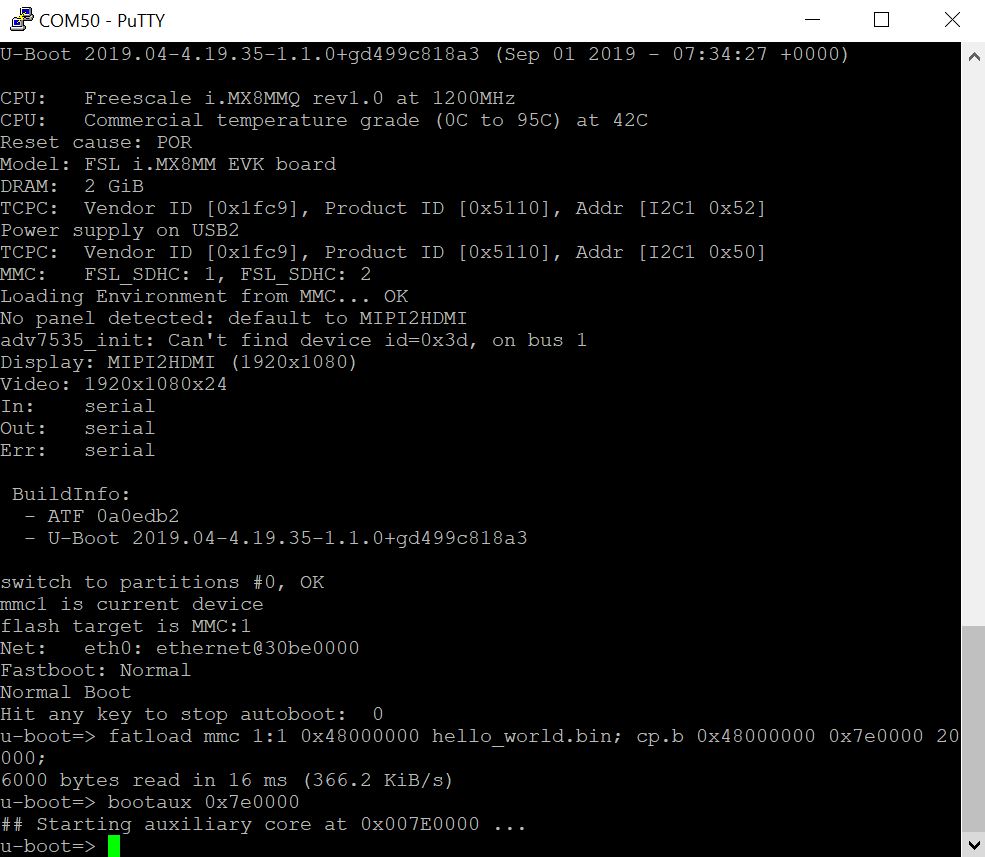 COM50 - PuTTY
U-Boot 2019.04-4.19.35-1.1.0+gd499c818a3 (Sep 01 2019 - 07:34:27 +0000)
CPU:   Freescale i.MX8MMQ rev1.0 at 1200MHz
CPU:   Commercial temperature grade (0C to 95C) at 42C
Reset cause: POR
Model: FSL i.MX8MM EVK board
DRAM:  2 GiB
TCPC:  Vendor ID [0x1fc9], Product ID [0x5110], Addr [I2C1 0x52]
Power supply on USB2
TCPC:  Vendor ID [0x1fc9], Product ID [0x5110], Addr [I2C1 0x50]
MMC:   FSL_SDHC: 1, FSL_SDHC: 2
Loading Environment from MMC... OK
No panel detected: default to MIPI2HDMI
adv7535_init: Can't find device id=0x3d, on bus 1
Display: MIPI2HDMI (1920x1080)
Video: 1920x1080x24
In:    serial
Out:   serial
Err:   serial
 BuildInfo:
  - ATF 0a0edb2
  - U-Boot 2019.04-4.19.35-1.1.0+gd499c818a3
switch to partitions #0, OK
mmc1 is current device
flash target is MMC:1
Net:   eth0: ethernet@30be0000
Fastboot: Normal
Normal Boot
Hit any key to stop autoboot:  0
u-boot=> fatload mmc 1:1 0x48000000 hello_world.bin; cp.b 0x48000000 0x7e0000 20
000;
6000 bytes read in 16 ms (366.2 KiB/s)
u-boot=> bootaux 0x7e0000
## Starting auxiliary core at 0x007E0000 ...
u-boot=>